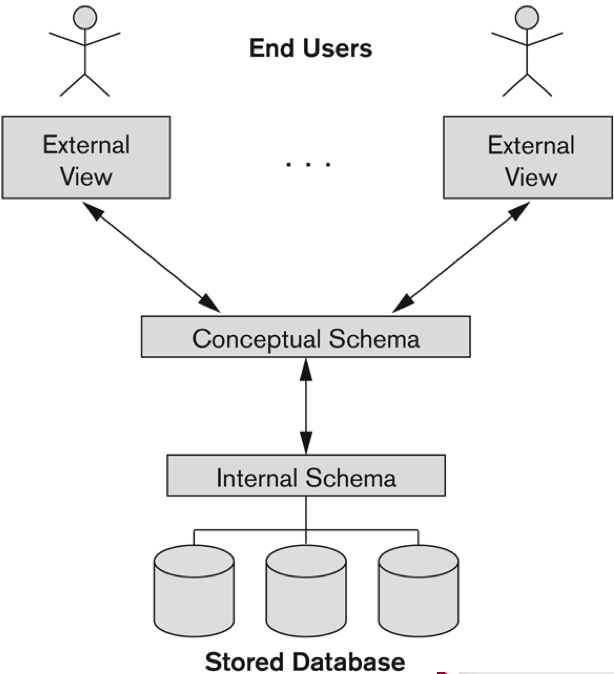 End Users
External
View
. . .
External
View
Conceptual Schema
Internal Schema
Stored Database